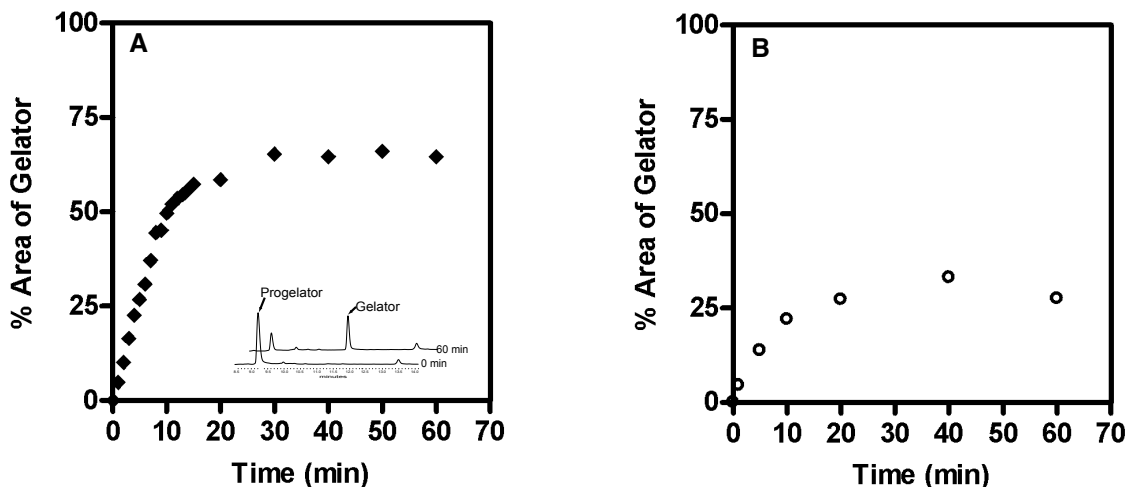 A
% Area of Gelator
100
75
50
25
0
0 10 20 30 40 50 60 70
Time (min)
Progelator
Gelator
60 min
0 min
minutes
B
% Area of Gelator
100
75
50
25
0
0 10 20 30 40 50 60 70
Time (min)